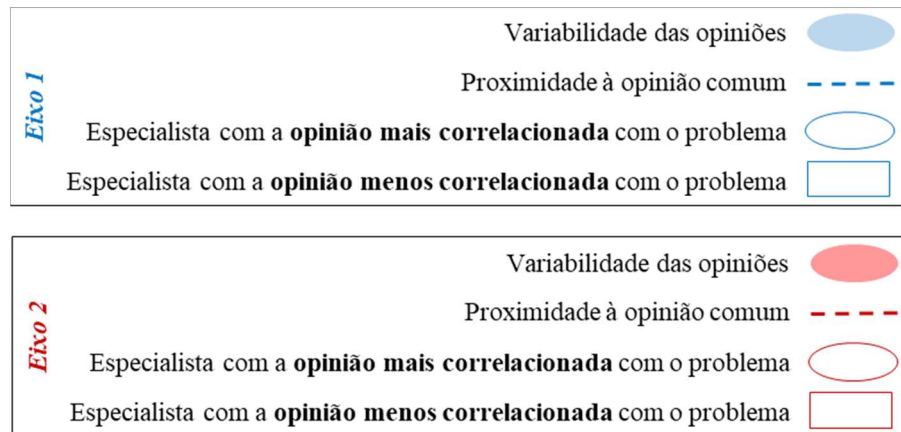 Eixo 1
Variabilidade das opiniões
Proximidade à opinião comum
Especialista com a opinião mais correlacionada com o problema
Especialista com a opinião menos correlacionada com o problema
Eixo 2
Variabilidade das opiniões
Proximidade à opinião comum
Especialista com a opinião mais correlacionada com o problema
Especialista com a opinião menos correlacionada com o problema